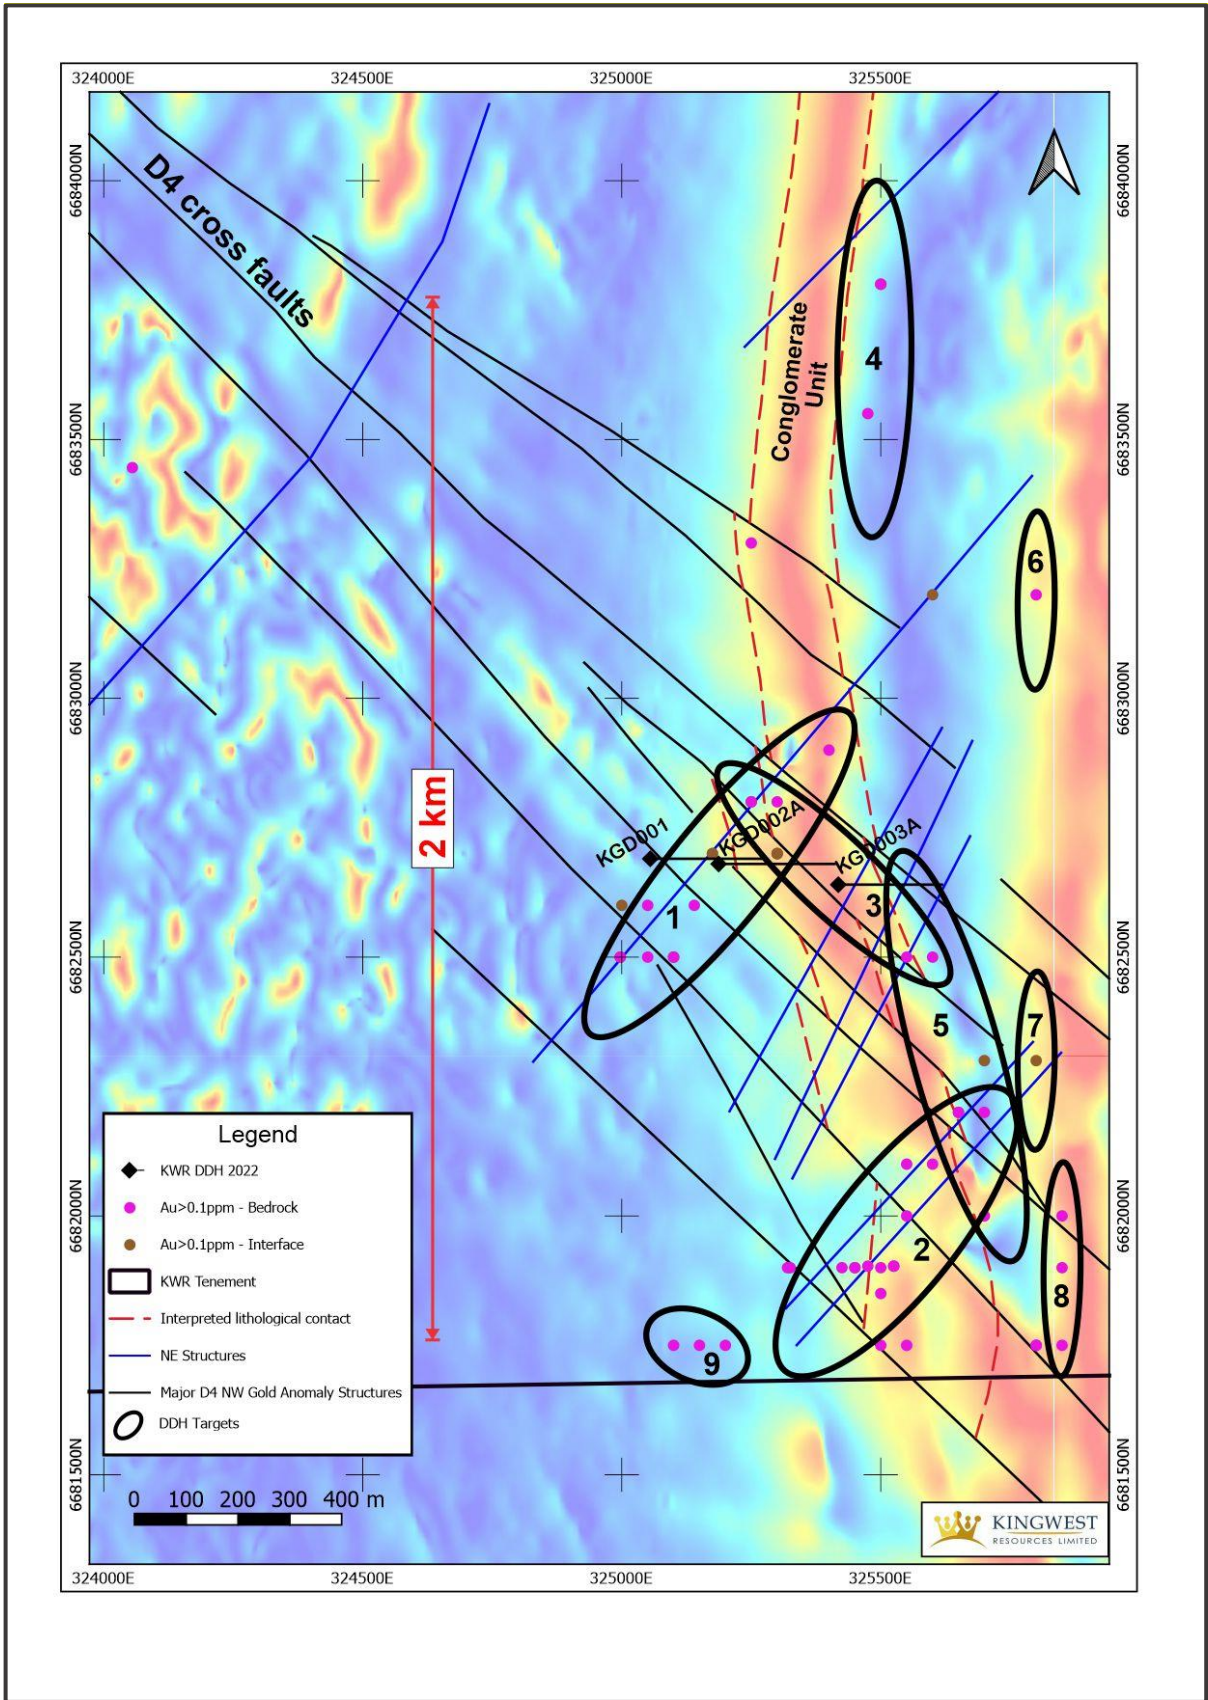 324000E
324500E
325000E
325500E
6684000N
6684000N
D4 cross faults
Conglomerate
Unit
4
6683500N
6683500N
6
6683000N
6683000N
2 km
KGD001
KGD002A
KGD003A
1
3
6682500N
6682500N
5
7
Legend
KWR DDH 2022
Au>0.1ppm - Bedrock
Au>0.1ppm - Interface
KWR Tenement
Interpreted lithological contact
NE Structures
Major D4 NW Gold Anomaly Structures
DDH Targets
6682000N
6682000N
2
8
9
6681500N
6681500N
0 100 200 300 400 m
KINGWEST
RESOURCES LIMITED
324000E
324500E
325000E
325500E